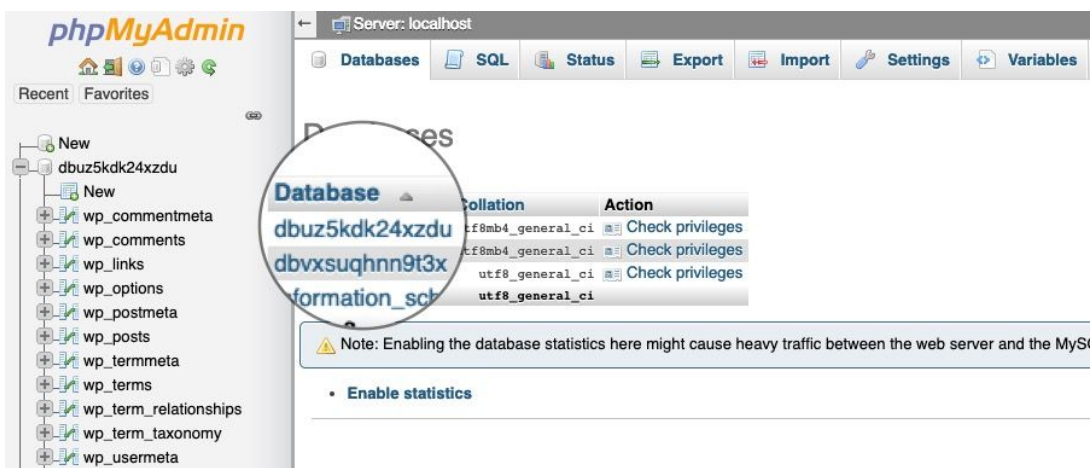 phpMyAdmin
Recent Favorites
New
dbuz5kdk24xzdu
New
wp_commentmeta
wp_comments
wp_links
wp_options
wp_postmeta
wp_posts
wp_termmeta
wp_terms
wp_term_relationships
wp_term_taxonomy
wp_usermeta
Server: localhost
Databases SQL Status Export Import Settings Variables
Databases
Database Collation Action
dbuz5kdk24xzdu utf8mb4_general_ci Check privileges
dbvxsuqhnn9t3x utf8mb4_general_ci Check privileges
utf8_general_ci Check privileges
utf8_general_ci
Note: Enabling the database statistics here might cause heavy traffic between the web server and the
Enable statistics